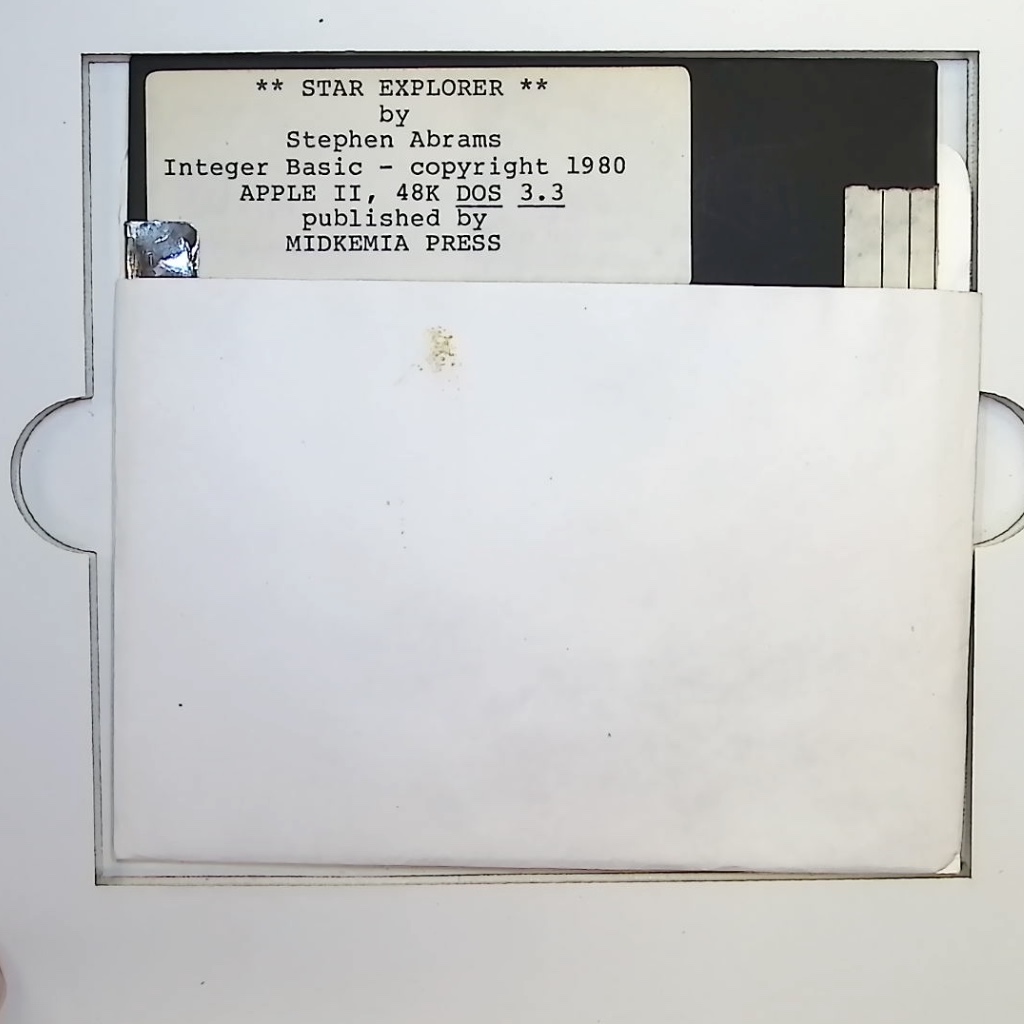 ** STAR EXPLORER **
by
Stephen Abrams
Integer Basic - copyright 1980
APPLE II, 48K DOS 3.3
published by
MIDKEMIA PRESS